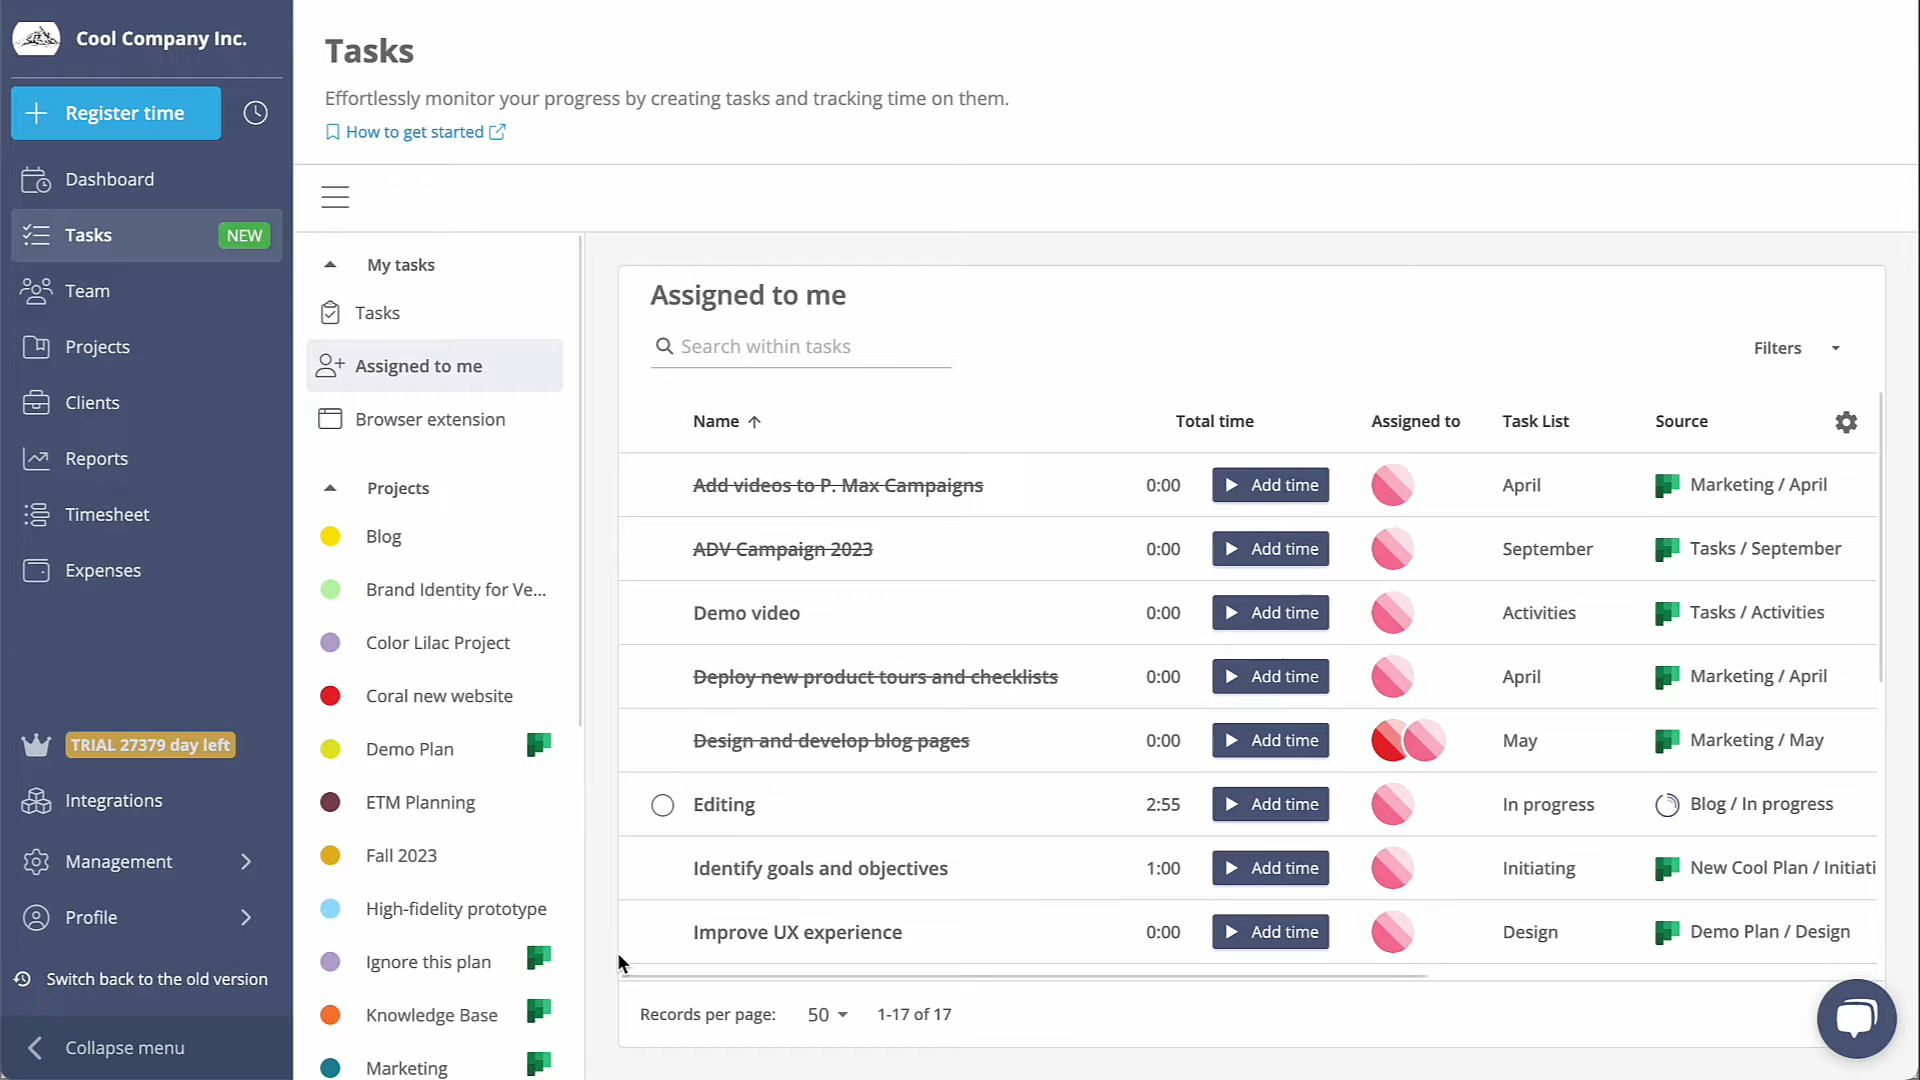 Cool Company Inc.
Register time
Dashboard
Tasks NEW
Team
Projects
Clients
Reports
Timesheet
Expenses
TRIAL 27379 day left
Integrations
Management
Profile
Switch back to the old version
Collapse menu
Tasks
Effortlessly monitor your progress by creating tasks and tracking time on them.
How to get started
My tasks
Tasks
Assigned to me
Browser extension
Projects
Blog
Brand Identity for Ve...
Color Lilac Project
Coral new website
Demo Plan
ETM Planning
Fall 2023
High-fidelity prototype
Ignore this plan
Knowledge Base
Marketing
Assigned to me
Search within tasks
Filters
Name Total time Assigned to Task List Source
Add videos to P. Max Campaigns 0:00 Add time April Marketing / April
ADV Campaign 2023 0:00 Add time September Tasks / September
Demo video 0:00 Add time Activities Tasks / Activities
Deploy new product tours and checklists 0:00 Add time April Marketing / April
Design and develop blog pages 0:00 Add time May Marketing / May
Editing 2:55 Add time In progress Blog / In progress
Identify goals and objectives 1:00 Add time Initiating New Cool Plan / Initiati
Improve UX experience 0:00 Add time Design Demo Plan / Design
Records per page: 50 1-17 of 17